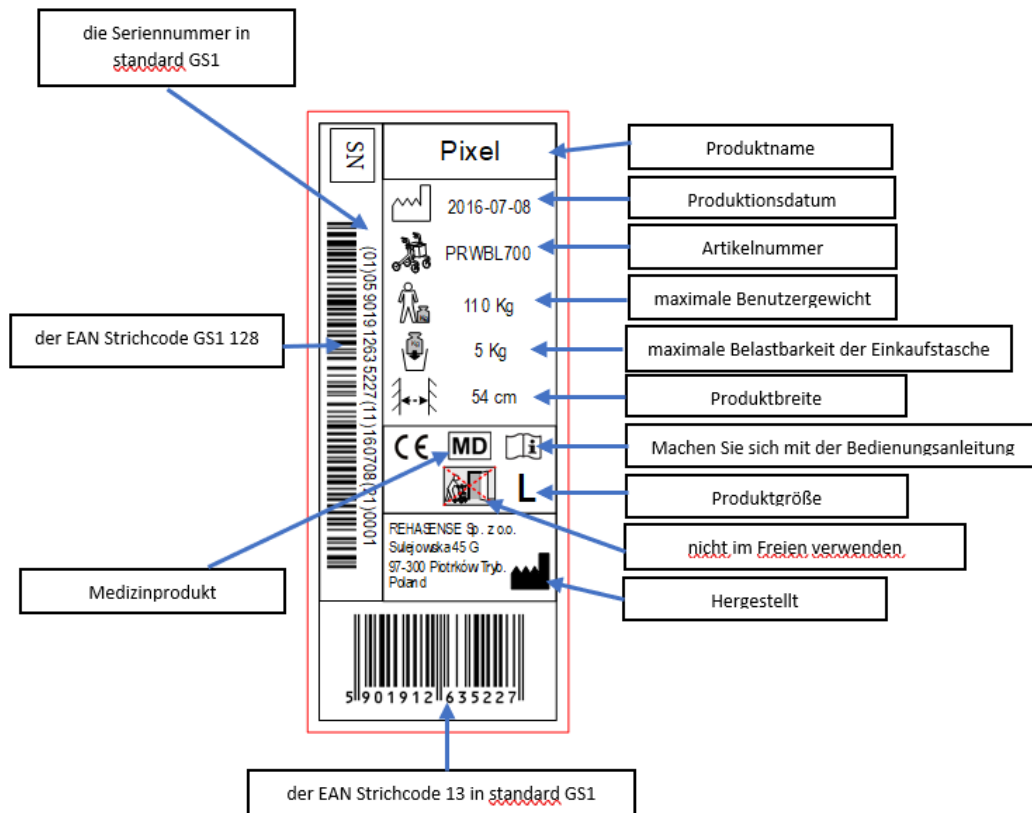 die Seriennummer in
standard GS1
SN
Pixel
Produktname
2016-07-08
Produktionsdatum
PRWBL700
Artikelnummer
110 Kg
maximale Benutzergewicht
5 Kg
maximale Belastbarkeit der Einkaufstasche
54 cm
Produktbreite
der EAN Strichcode GS1 128
(01)05901912635227(11)160708(21)0001
CE MD i
Machen Sie sich mit der Bedienungsanleitung
L
Produktgröße
nicht im Freien verwenden
REHASENSE Sp. z o.o.
Sulejowska 45 G
97-300 Piotrków Tryb.
Poland
Medizinprodukt
Hergestellt
5901912635227
der EAN Strichcode 13 in standard GS1